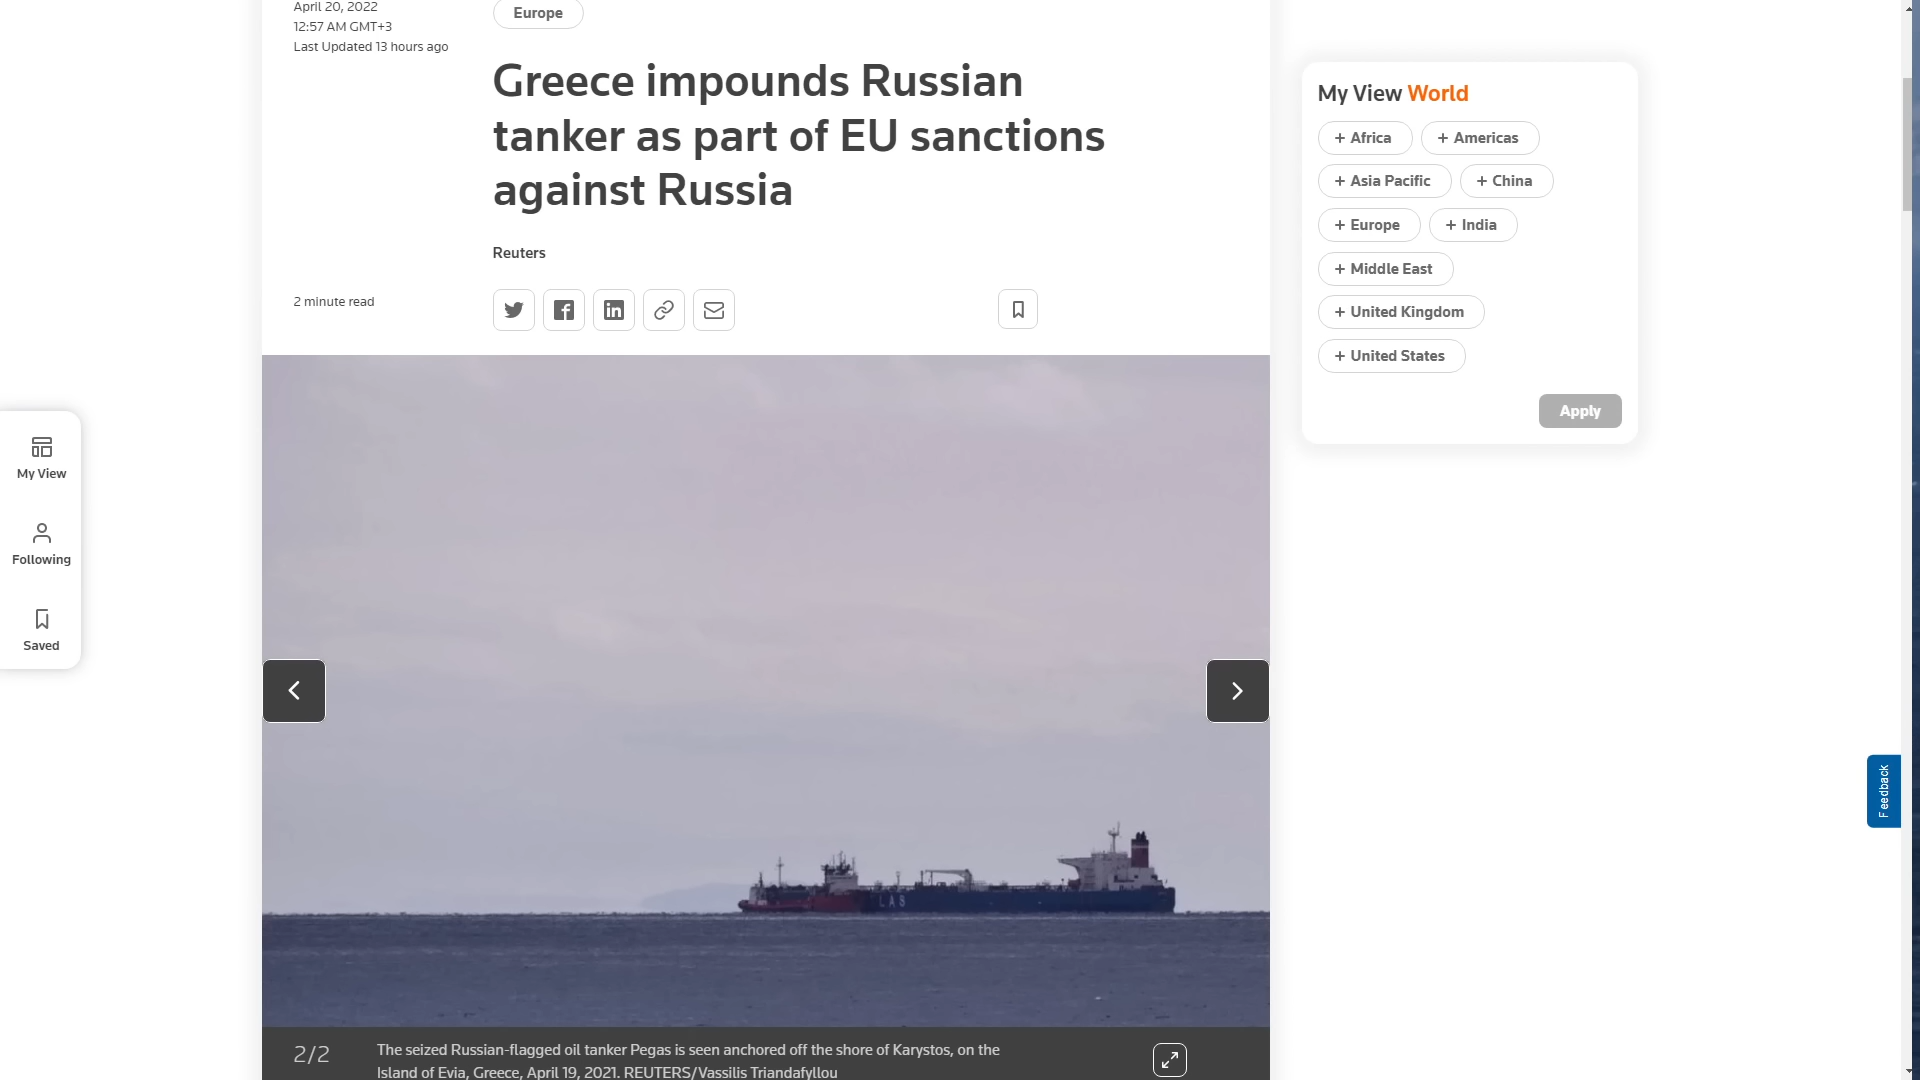 April 20, 2022
12:57 AM GMT+3
Last Updated 13 hours ago
Europe
Greece impounds Russian
tanker as part of EU sanctions
against Russia
Reuters
2 minute read
My View World
+ Africa
+ Americas
+ Asia Pacific
+ China
+ Europe
+ India
+ Middle East
+ United Kingdom
+ United States
Apply
My View
Following
Saved
Feedback
LAS
2/2
The seized Russian-flagged oil tanker Pegas is seen anchored off the shore of Karystos, on the
Island of Evia, Greece, April 19, 2021. REUTERS/Vassilis Triandafyllou